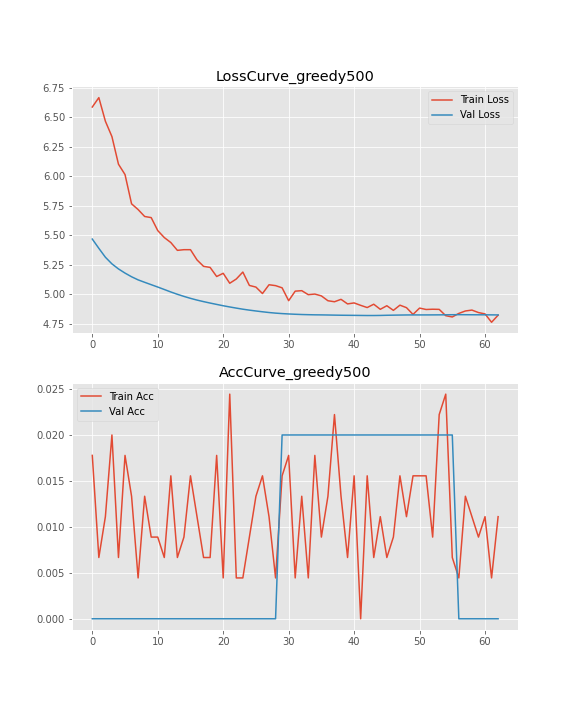 LossCurve_greedy500
6.75
6.50
6.25
6.00
5.75
5.50
5.25
5.00
4.75
Train Loss
Val Loss
0 10 20 30 40 50 60
AccCurve_greedy500
0.025
0.020
0.015
0.010
0.005
0.000
Train Acc
Val Acc
0 10 20 30 40 50 60